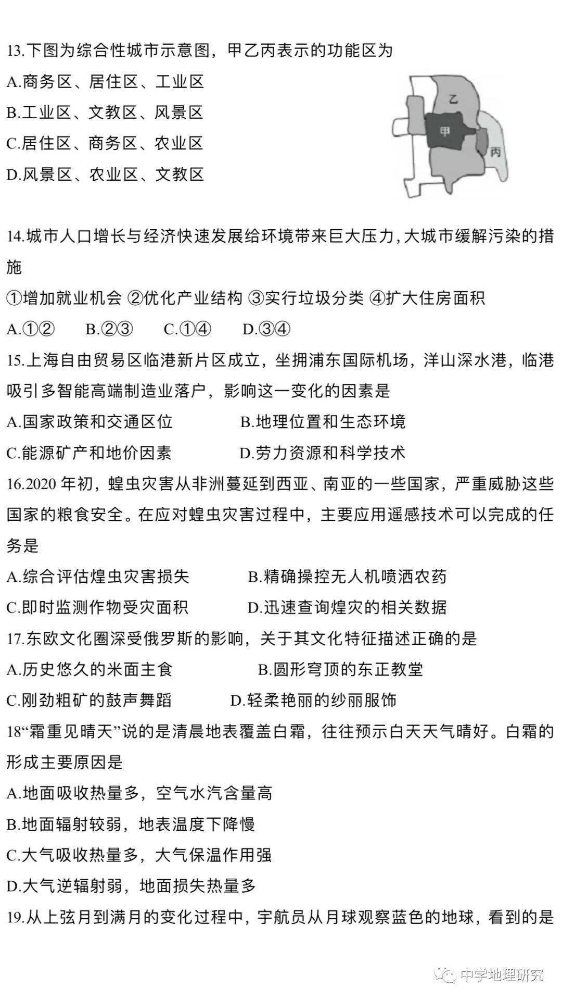 13.下图为综合性城市示意图，甲乙丙表示的功能区为
A.商务区、居住区、工业区
B.工业区、文教区、风景区
C.居住区、商务区、农业区
D.风景区、农业区、文教区
乙
甲
丙
14.城市人口增长与经济快速发展给环境带来巨大压力,大城市缓解污染的措
施
①增加就业机会 ②优化产业结构 ③实行垃圾分类 ④扩大住房面积
A.①② B.②③ C.①④ D.③④
15.上海自由贸易区临港新片区成立，坐拥浦东国际机场，洋山深水港，临港
吸引多智能高端制造业落户，影响这一变化的因素是
A.国家政策和交通区位 B.地理位置和生态环境
C.能源矿产和地价因素 D.劳力资源和科学技术
16.2020 年初，蝗虫灾害从非洲蔓延到西亚、南亚的一些国家，严重威胁这些
国家的粮食安全。在应对蝗虫灾害过程中，主要应用遥感技术可以完成的任
务是
A.综合评估煌虫灾害损失 B.精确操控无人机喷洒农药
C.即时监测作物受灾面积 D.迅速查询煌灾的相关数据
17.东欧文化圈深受俄罗斯的影响，关于其文化特征描述正确的是
A.历史悠久的米面主食 B.圆形穹顶的东正教堂
C.刚劲粗矿的鼓声舞蹈 D.轻柔艳丽的纱丽服饰
18“霜重见晴天”说的是清晨地表覆盖白霜，往往预示白天天气晴好。白霜的
形成主要原因是
A.地面吸收热量多，空气水汽含量高
B.地面辐射较弱，地表温度下降慢
C.大气吸收热量多，大气保温作用强
D.大气逆辐射弱，地面损失热量多
19.从上弦月到满月的变化过程中，宇航员从月球观察蓝色的地球，看到的是
中学地理研究